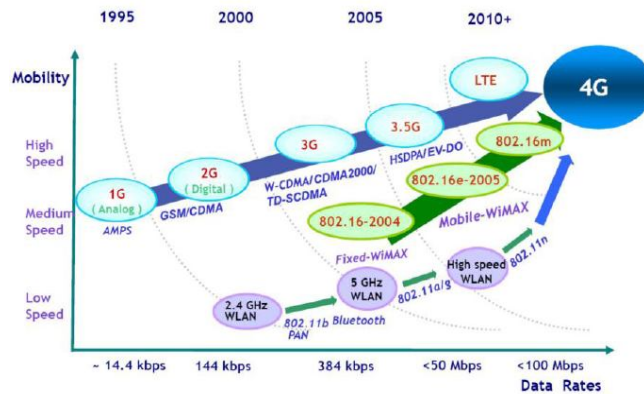 1995 2000 2005 2010+
Mobility
LTE
4G
High
Speed
3.5G
3G
HSDPA/EV-DO
802.16m
2G
(Digital)
W-CDMA/CDMA2000/
TD-SCDMA
802.16e-2005
1G
(Analog)
GSM/CDMA
Medium
Speed
AMPS
802.16-2004
Mobile-WiMAX
Fixed-WiMAX
802.11n
High speed
WLAN
5 GHz
WLAN
802.11a/g
Low
Speed
2.4 GHz
WLAN
802.11b
PAN
Bluetooth
~ 14.4 kbps 144 kbps 384 kbps <50 Mbps <100 Mbps
Data Rates